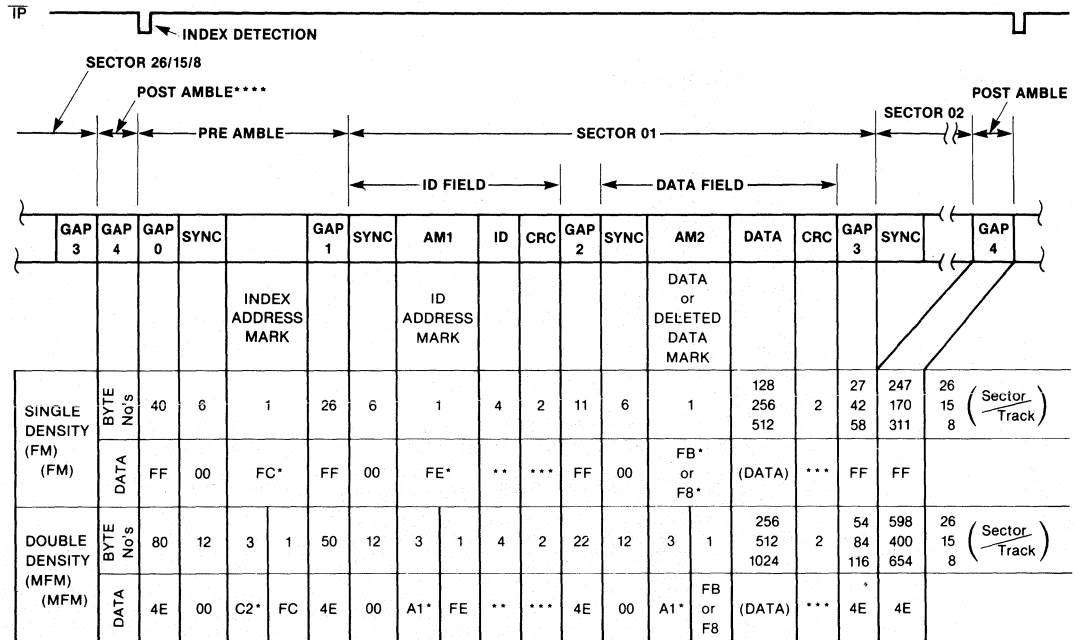 IP
INDEX DETECTION
SECTOR 26/15/8
POST AMBLE****
POST AMBLE
SECTOR 02
PRE AMBLE
SECTOR 01
ID FIELD
DATA FIELD
GAP 3 GAP 4 GAP 0 SYNC GAP 1 SYNC AM1 ID CRC GAP 2 SYNC AM2 DATA CRC GAP 3 SYNC GAP 4
INDEX ADDRESS MARK
ID ADDRESS MARK
DATA or DELETED DATA MARK
SINGLE DENSITY (FM) (FM)
BYTE No's 40 6 1 26 6 1 4 2 11 6 1 128 256 512 2 27 42 58 247 170 311 26 15 8 (Sector/Track)
DATA FF 00 FC* FF 00 FE* ** *** FF 00 FB* or F8* (DATA) *** FF FF
DOUBLE DENSITY (MFM) (MFM)
BYTE No's 80 12 3 1 50 12 3 1 4 2 22 12 3 1 256 512 1024 2 54 84 116 598 400 654 26 15 8 (Sector/Track)
DATA 4E 00 C2* FC 4E 00 A1* FE ** *** 4E 00 A1* FB or F8 (DATA) *** 4E 4E